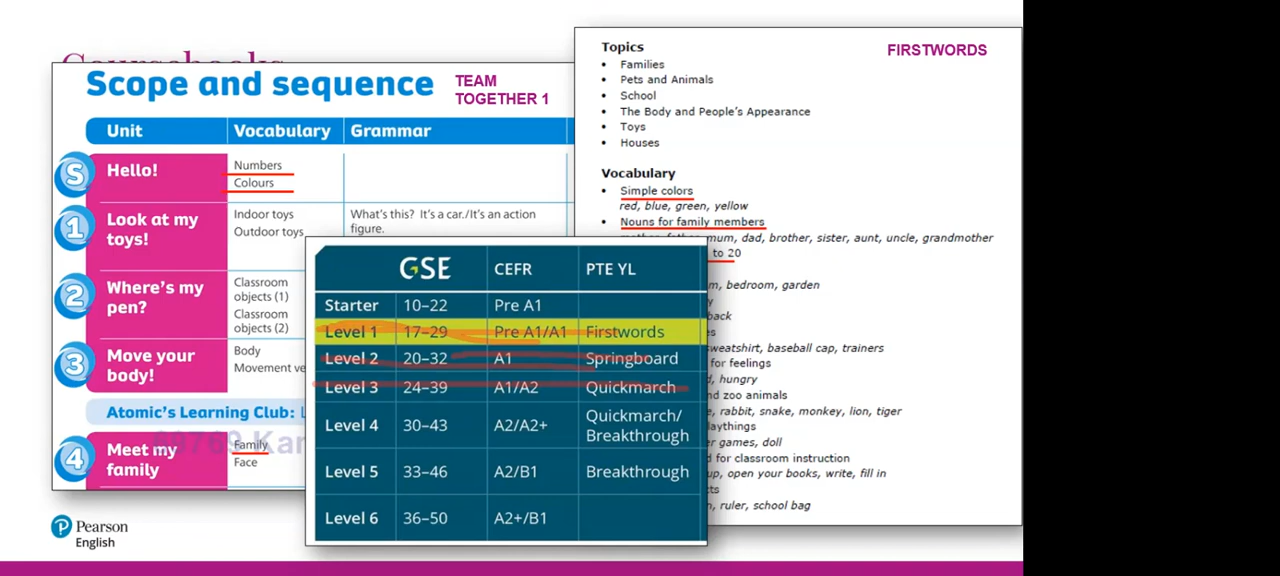 Coursebooks
Scope and sequence
TEAM
TOGETHER 1
Unit Vocabulary Grammar
S Hello!
Numbers
Colours
1 Look at my
toys!
Indoor toys
Outdoor toys
What's this? It's a car./It's an action
figure.
2 Where's my
pen?
Classroom
objects (1)
Classroom
objects (2)
3 Move your
body!
Body
Movement ve
Atomic's Learning Club:
4 Meet my
family
Family
Face
Pearson
English
GSE CEFR PTE YL
Starter 10–22 Pre A1
Level 1 17–29 Pre A1/A1 Firstwords
Level 2 20–32 A1 Springboard
Level 3 24–39 A1/A2 Quickmarch
Level 4 30–43 A2/A2+ Quickmarch/
Breakthrough
Level 5 33–46 A2/B1 Breakthrough
Level 6 36–50 A2+/B1
FIRSTWORDS
Topics
• Families
• Pets and Animals
• School
• The Body and People's Appearance
• Toys
• Houses
Vocabulary
• Simple colors
red, blue, green, yellow
• Nouns for family members
mum, dad, brother, sister, aunt, uncle, grandmother
to 20
m, bedroom, garden
y
back
es
sweatshirt, baseball cap, trainers
for feelings
d, hungry
nd zoo animals
e, rabbit, snake, monkey, lion, tiger
laythings
er games, doll
d for classroom instruction
up, open your books, write, fill in
cts
n, ruler, school bag